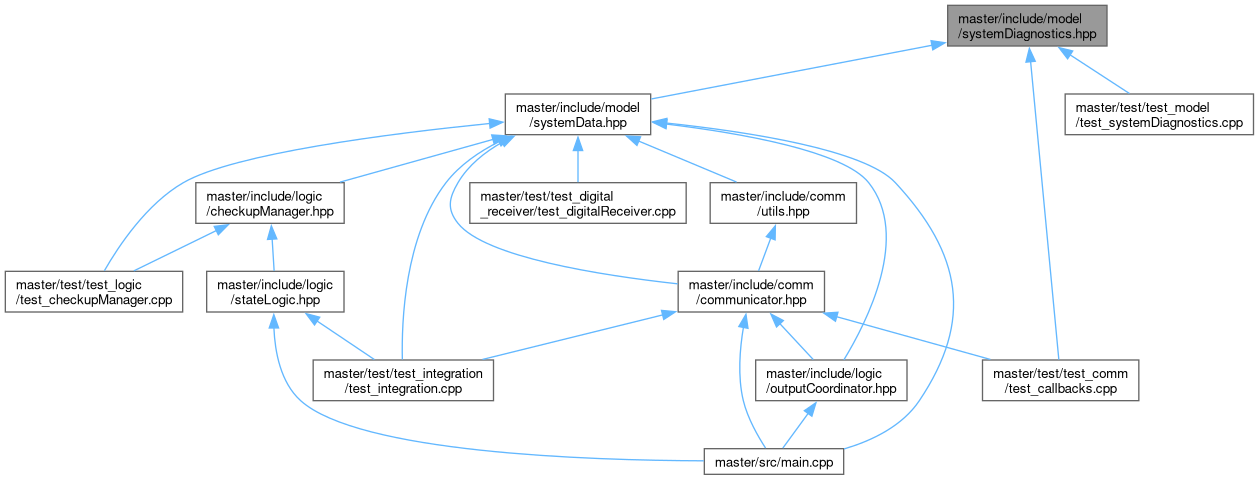 master/include/model
/systemDiagnostics.hpp
master/include/model
/systemData.hpp
master/test/test_model
/test_systemDiagnostics.cpp
master/include/logic
/checkupManager.hpp
master/test/test_digital
_receiver/test_digitalReceiver.cpp
master/include/comm
/utils.hpp
master/test/test_logic
/test_checkupManager.cpp
master/include/logic
/stateLogic.hpp
master/include/comm
/communicator.hpp
master/test/test_integration
/test_integration.cpp
master/include/logic
/outputCoordinator.hpp
master/test/test_comm
/test_callbacks.cpp
master/src/main.cpp